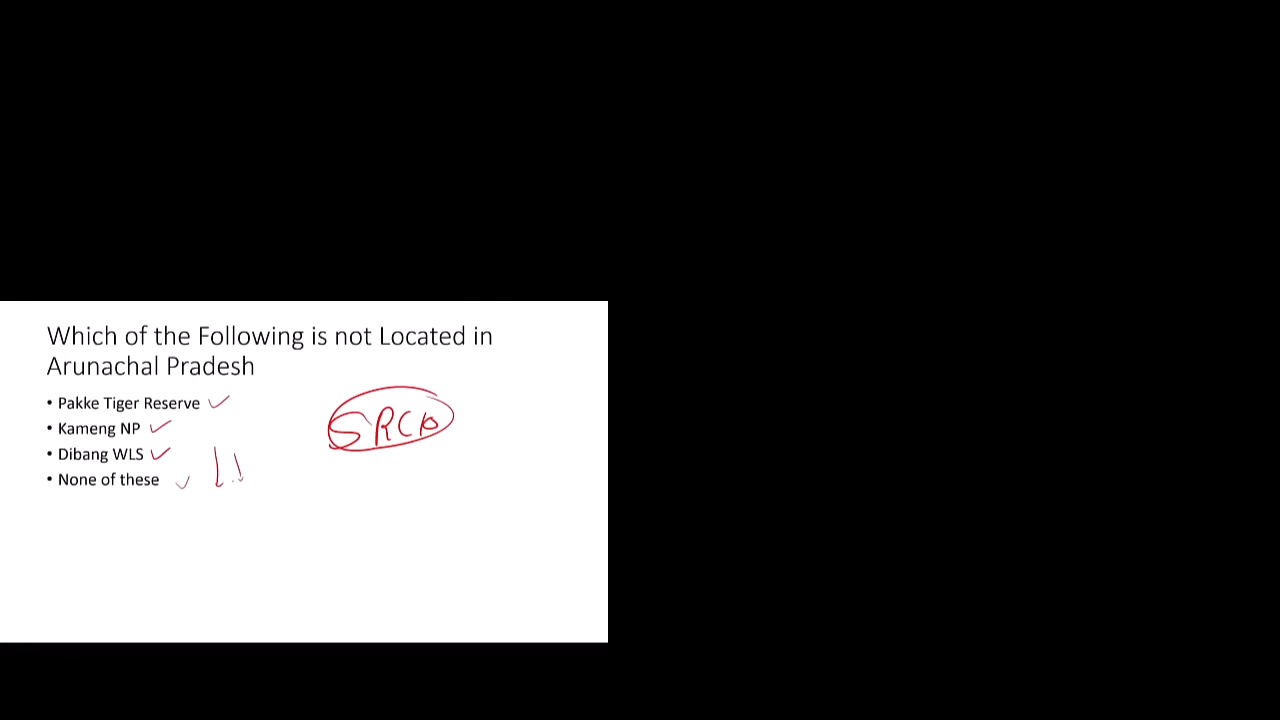 Which of the Following is not Located in
Arunachal Pradesh
• Pakke Tiger Reserve
• Kameng NP
• Dibang WLS
• None of these